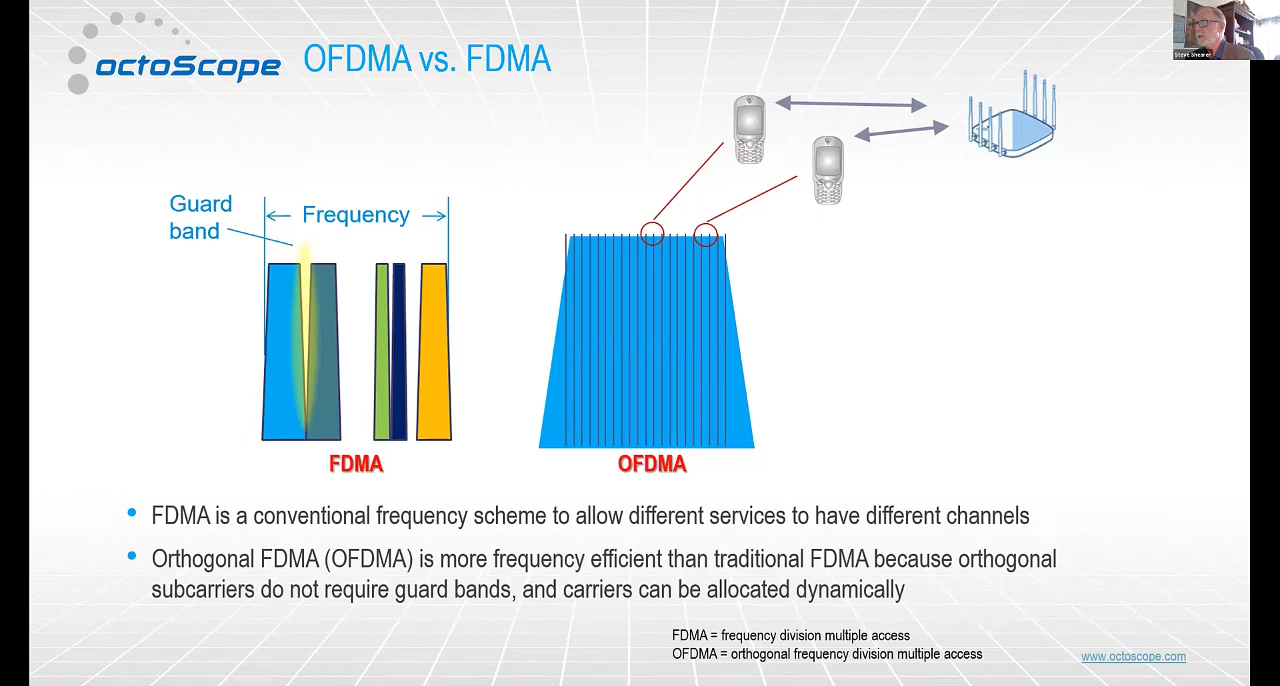 octoScope
OFDMA vs. FDMA
Steve Shearer
Guard
band
Frequency
FDMA
OFDMA
• FDMA is a conventional frequency scheme to allow different services to have different channels
• Orthogonal FDMA (OFDMA) is more frequency efficient than traditional FDMA because orthogonal
subcarriers do not require guard bands, and carriers can be allocated dynamically
FDMA = frequency division multiple access
OFDMA = orthogonal frequency division multiple access
www.octoscope.com